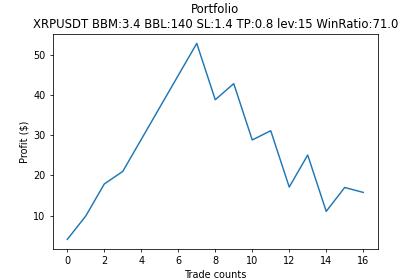 Portfolio
XRPUSDT BBM:3.4 BBL:140 SL:1.4 TP:0.8 lev:15 WinRatio:71.0
Profit ($)
50
40
30
20
10
0 2 4 6 8 10 12 14 16
Trade counts